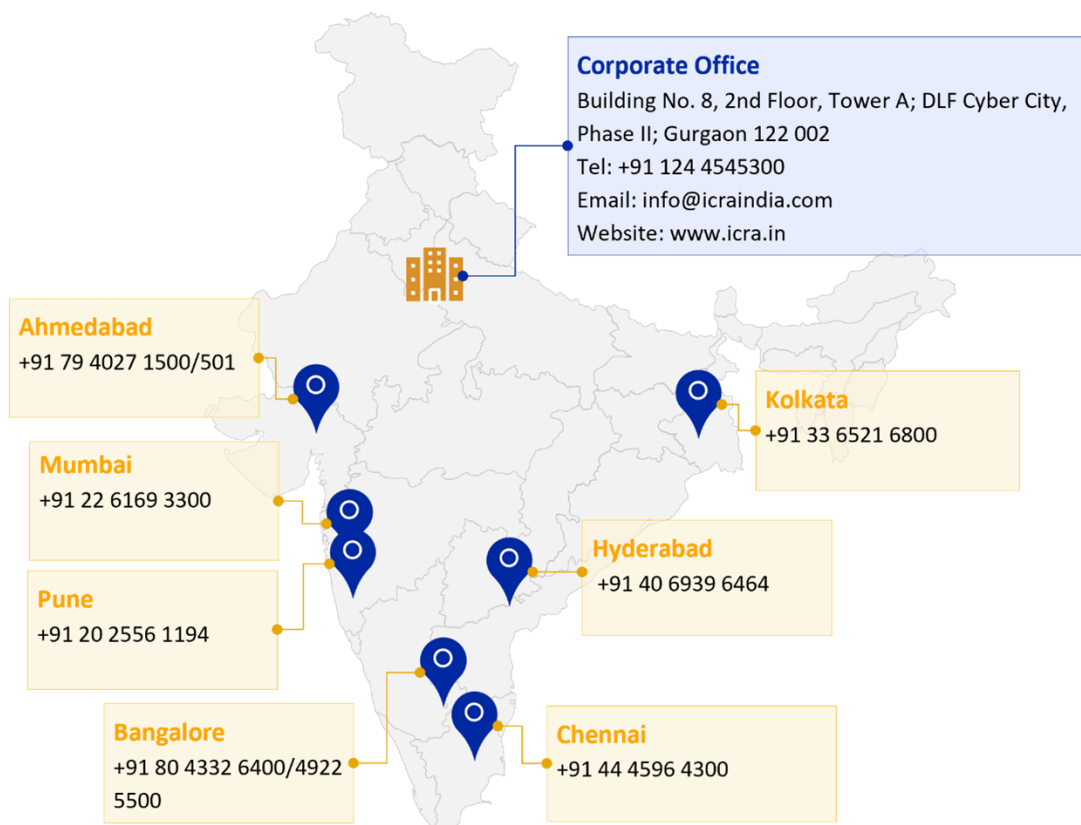 Corporate Office
Building No. 8, 2nd Floor, Tower A; DLF Cyber City,
Phase II; Gurgaon 122 002
Tel: +91 124 4545300
Email: info@icraindia.com
Website: www.icra.in
Ahmedabad
+91 79 4027 1500/501
Kolkata
+91 33 6521 6800
Mumbai
+91 22 6169 3300
Hyderabad
+91 40 6939 6464
Pune
+91 20 2556 1194
Bangalore
+91 80 4332 6400/4922
5500
Chennai
+91 44 4596 4300